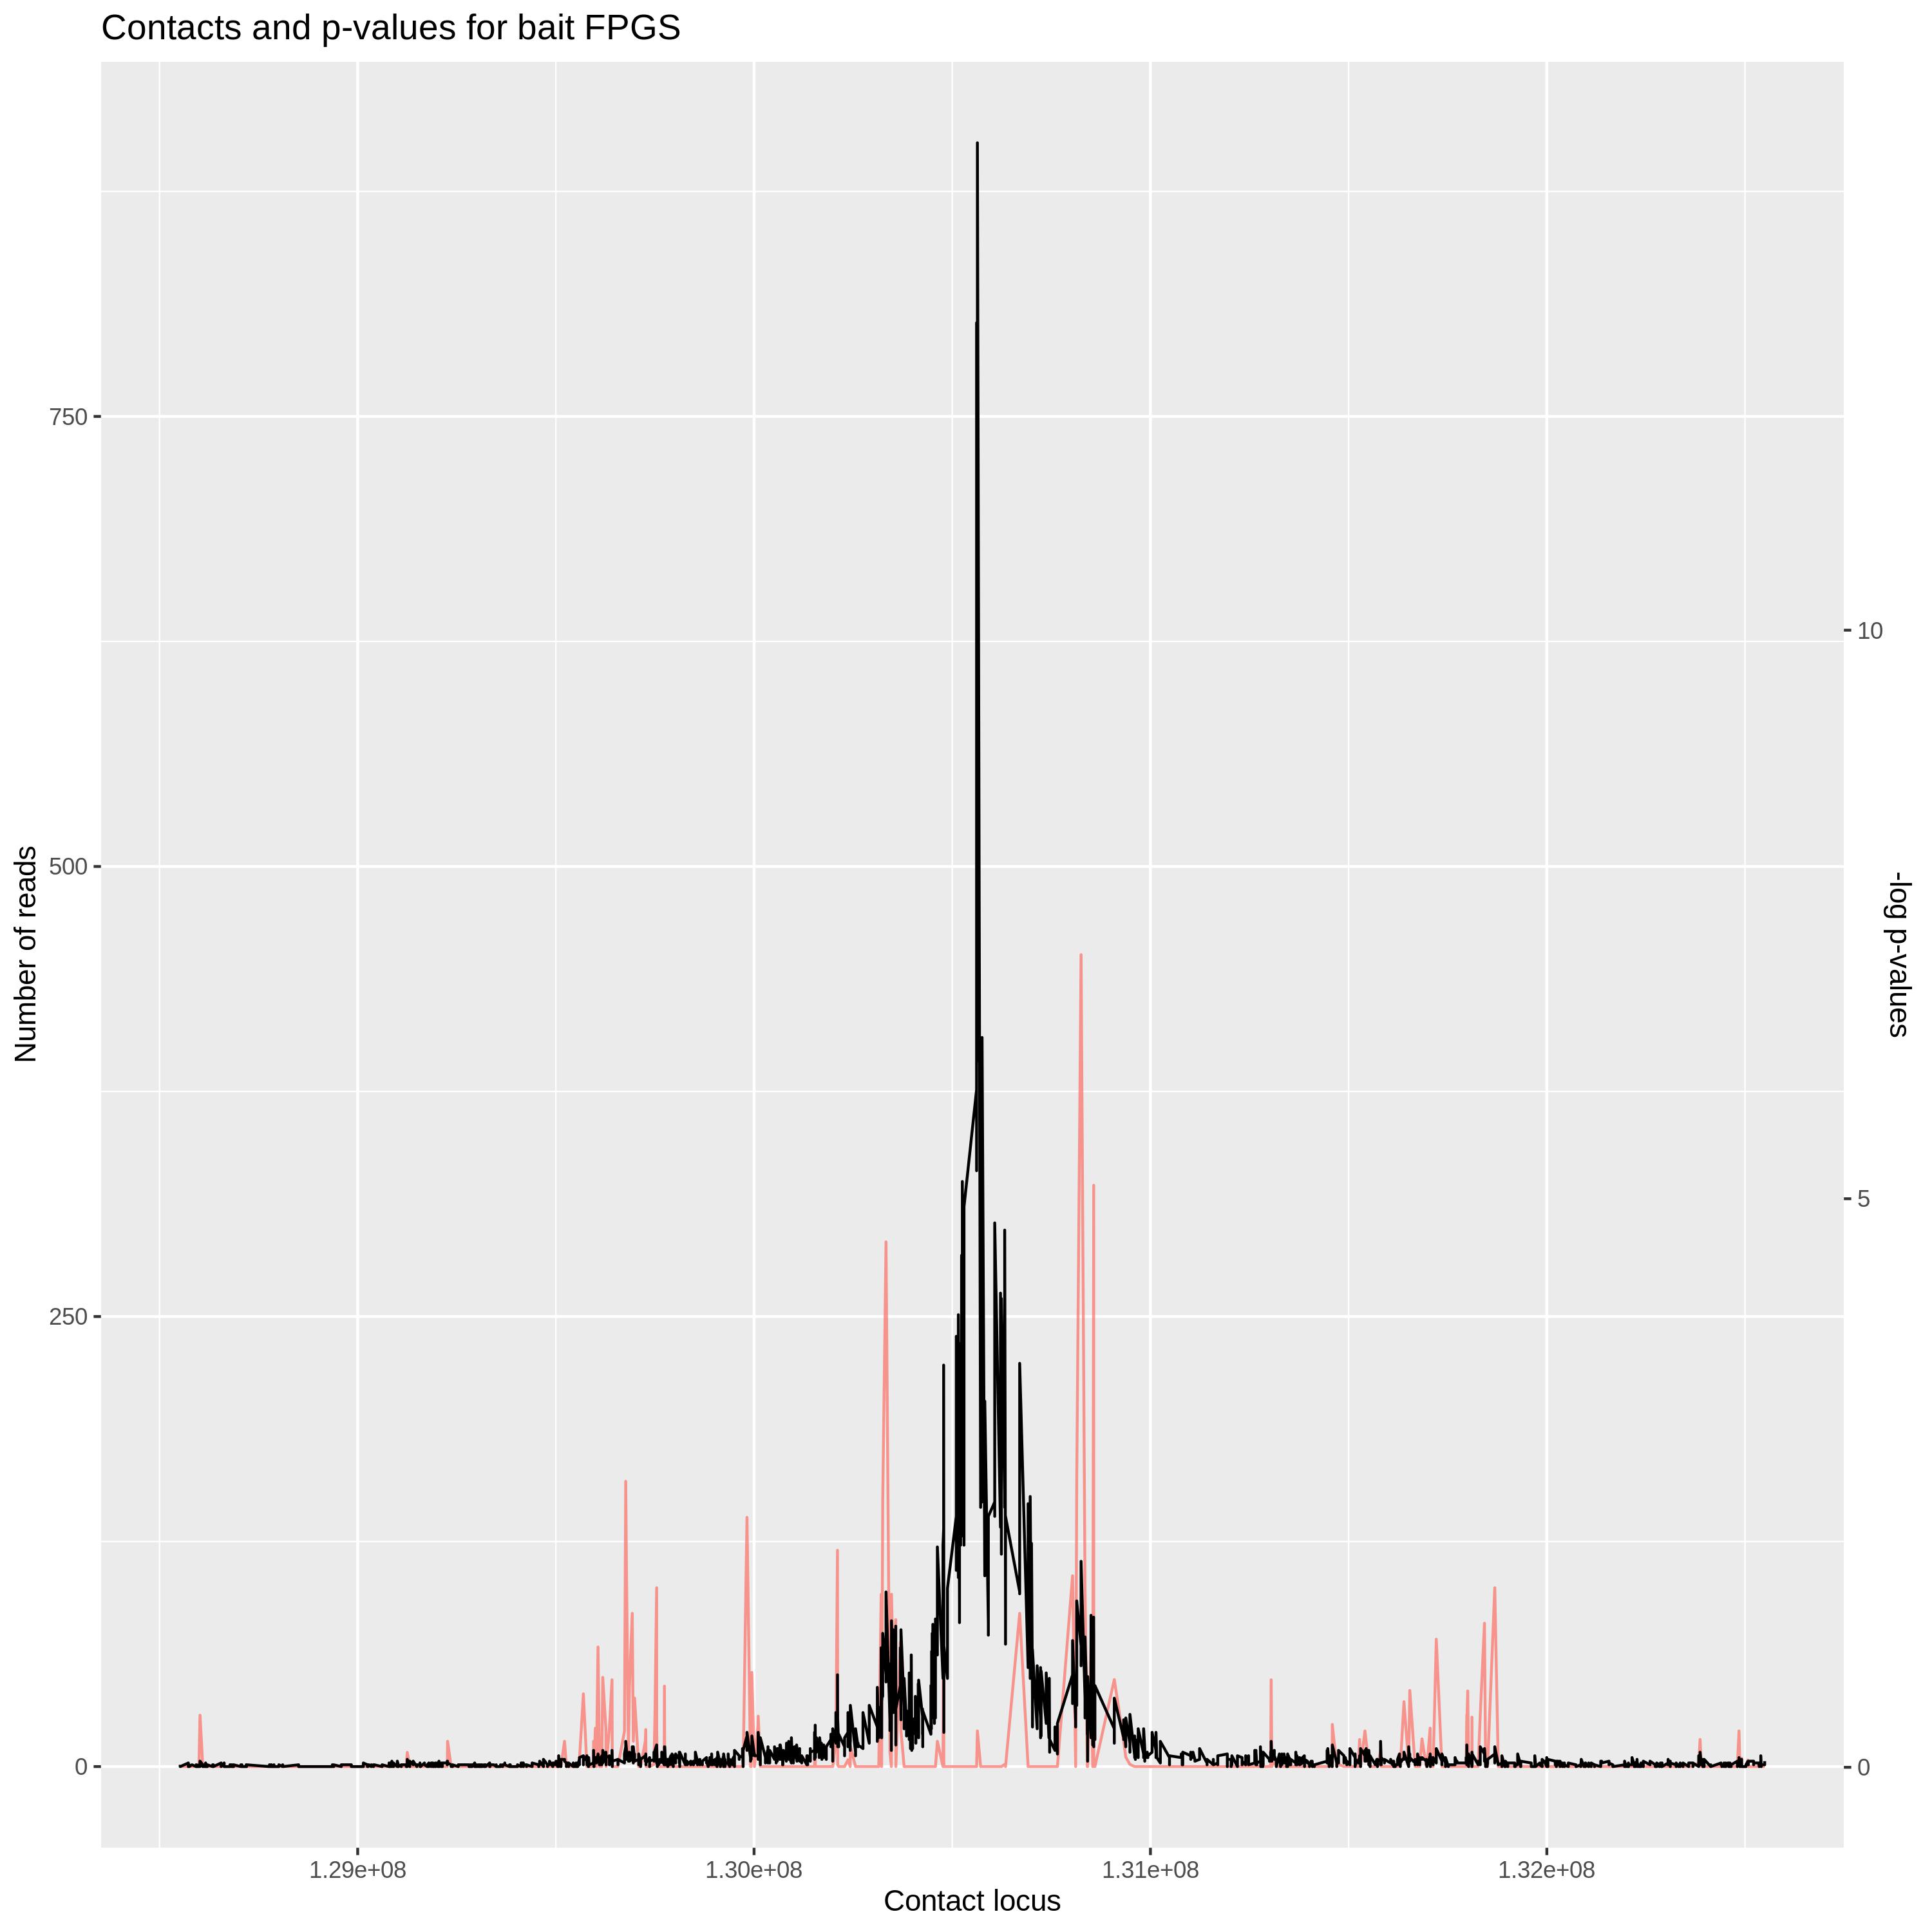 Contacts and p-values for bait FPGS
Number of reads
750
500
250
0
-log p-values
10
5
0
1.29e+08
1.30e+08
1.31e+08
1.32e+08
Contact locus